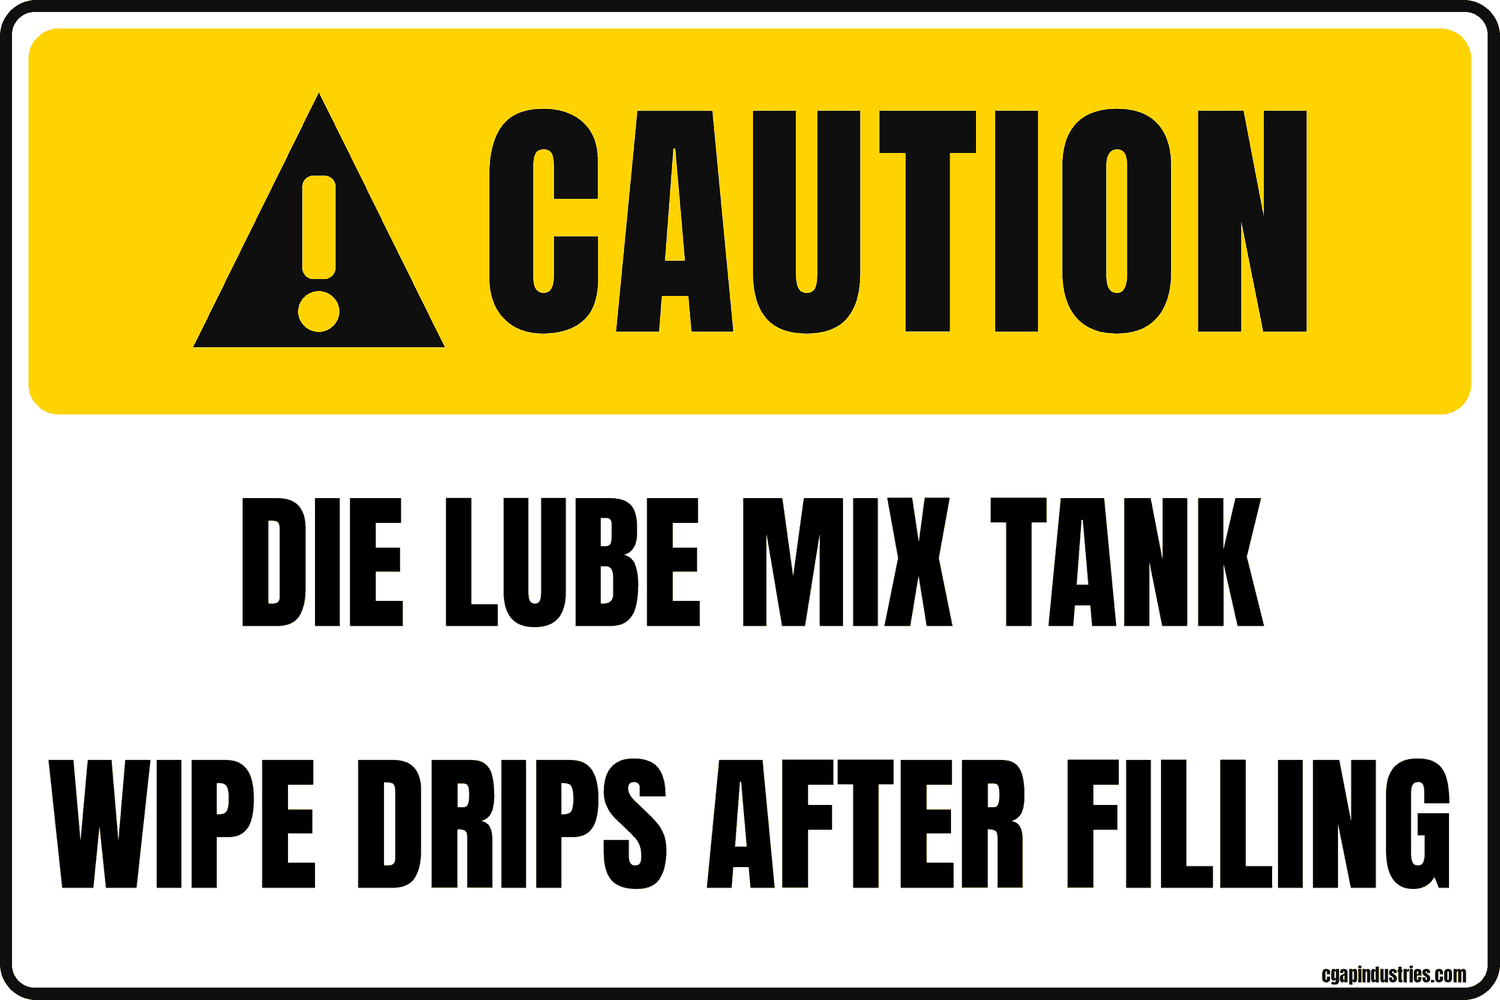 CAUTION
DIE LUBE MIX TANK
WIPE DRIPS AFTER FILLING
cgapindustries.com